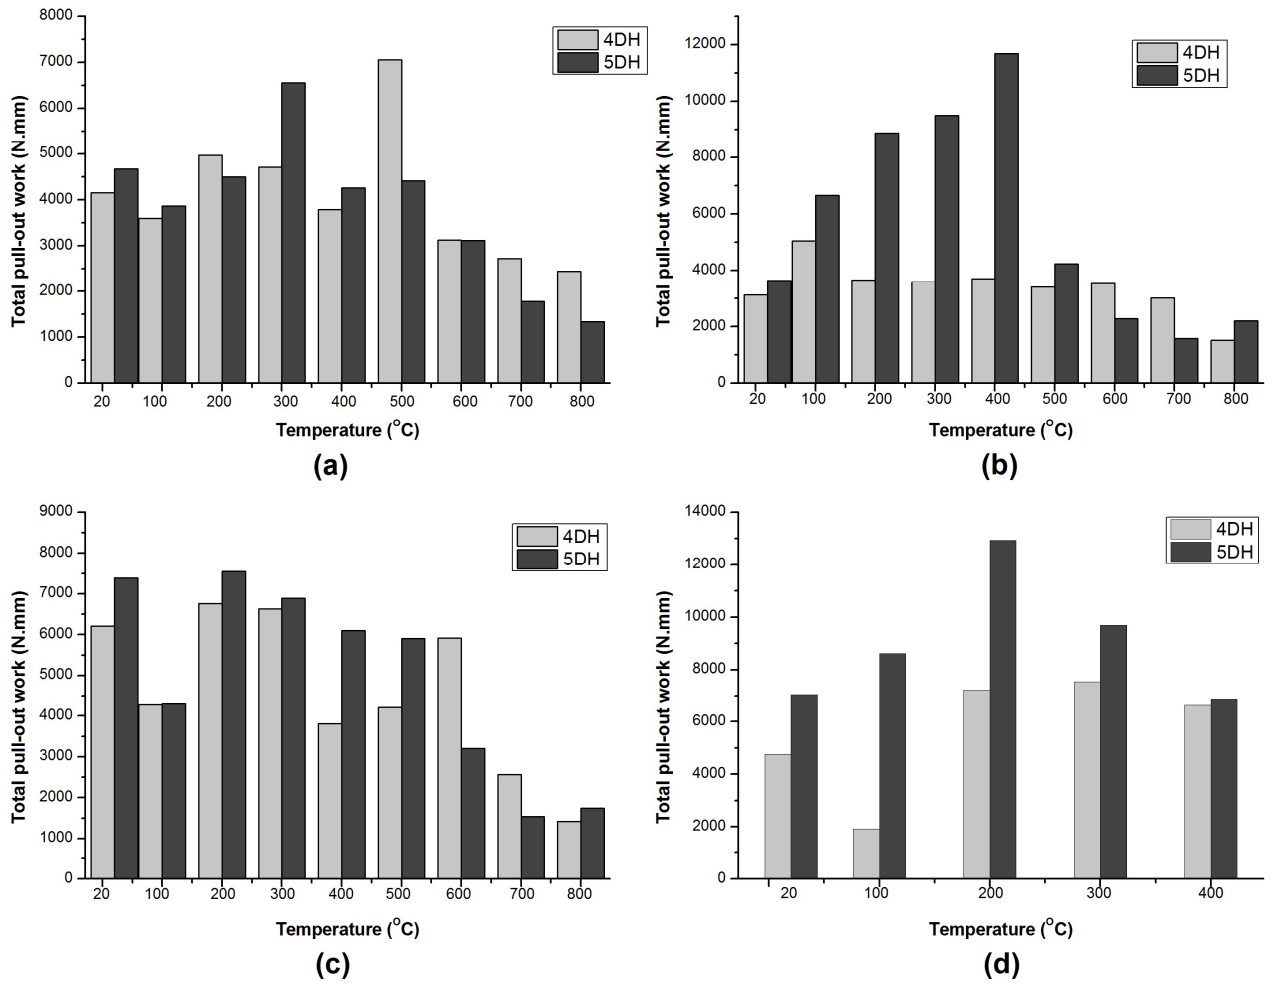 8000
7000
6000
5000
4000
3000
2000
1000
0
Total pull-out work (N.mm)
4DH
5DH
20 100 200 300 400 500 600 700 800
Temperature (°C)
(a)
12000
10000
8000
6000
4000
2000
0
Total pull-out work (N.mm)
4DH
5DH
20 100 200 300 400 500 600 700 800
Temperature (°C)
(b)
9000
8000
7000
6000
5000
4000
3000
2000
1000
0
Total pull-out work (N.mm)
4DH
5DH
20 100 200 300 400 500 600 700 800
Temperature (°C)
(c)
14000
12000
10000
8000
6000
4000
2000
0
Total pull-out work (N.mm)
4DH
5DH
20 100 200 300 400
Temperature (°C)
(d)